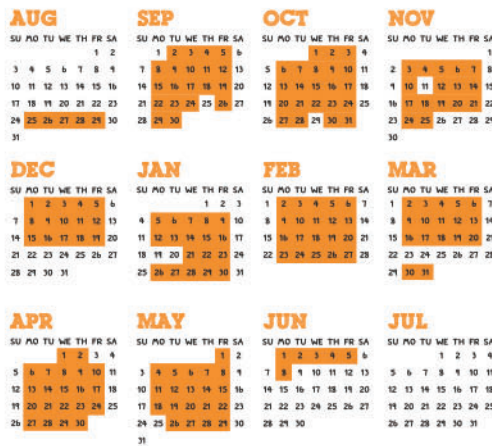 AUG
SU MO TU WE TH FR SA
1 2
3 4 5 6 7 8 9
10 11 12 13 14 15 16
17 18 19 20 21 22 23
24 25 26 27 28 29 30
31
SEP
SU MO TU WE TH FR SA
1 2 3 4 5 6
7 8 9 10 11 12 13
14 15 16 17 18 19 20
21 22 23 24 25 26 27
28 29 30
OCT
SU MO TU WE TH FR SA
1 2 3 4
5 6 7 8 9 10 11
12 13 14 15 16 17 18
19 20 21 22 23 24 25
26 27 28 29 30 31
NOV
SU MO TU WE TH FR SA
1
2 3 4 5 6 7 8
9 10 11 12 13 14 15
16 17 18 19 20 21 22
23 24 25 26 27 28 29
30
DEC
SU MO TU WE TH FR SA
1 2 3 4 5 6
7 8 9 10 11 12 13
14 15 16 17 18 19 20
21 22 23 24 25 26 27
28 29 30 31
JAN
SU MO TU WE TH FR SA
1 2 3
4 5 6 7 8 9 10
11 12 13 14 15 16 17
18 19 20 21 22 23 24
25 26 27 28 29 30 31
FEB
SU MO TU WE TH FR SA
1 2 3 4 5 6 7
8 9 10 11 12 13 14
15 16 17 18 19 20 21
22 23 24 25 26 27 28
MAR
SU MO TU WE TH FR SA
1 2 3 4 5 6 7
8 9 10 11 12 13 14
15 16 17 18 19 20 21
22 23 24 25 26 27 28
29 30 31
APR
SU MO TU WE TH FR SA
1 2 3 4
5 6 7 8 9 10 11
12 13 14 15 16 17 18
19 20 21 22 23 24 25
26 27 28 29 30
MAY
SU MO TU WE TH FR SA
1 2
3 4 5 6 7 8 9
10 11 12 13 14 15 16
17 18 19 20 21 22 23
24 25 26 27 28 29 30
31
JUN
SU MO TU WE TH FR SA
1 2 3 4 5 6
7 8 9 10 11 12 13
14 15 16 17 18 19 20
21 22 23 24 25 26 27
28 29 30
JUL
SU MO TU WE TH FR SA
1 2 3 4
5 6 7 8 9 10 11
12 13 14 15 16 17 18
19 20 21 22 23 24 25
26 27 28 29 30 31